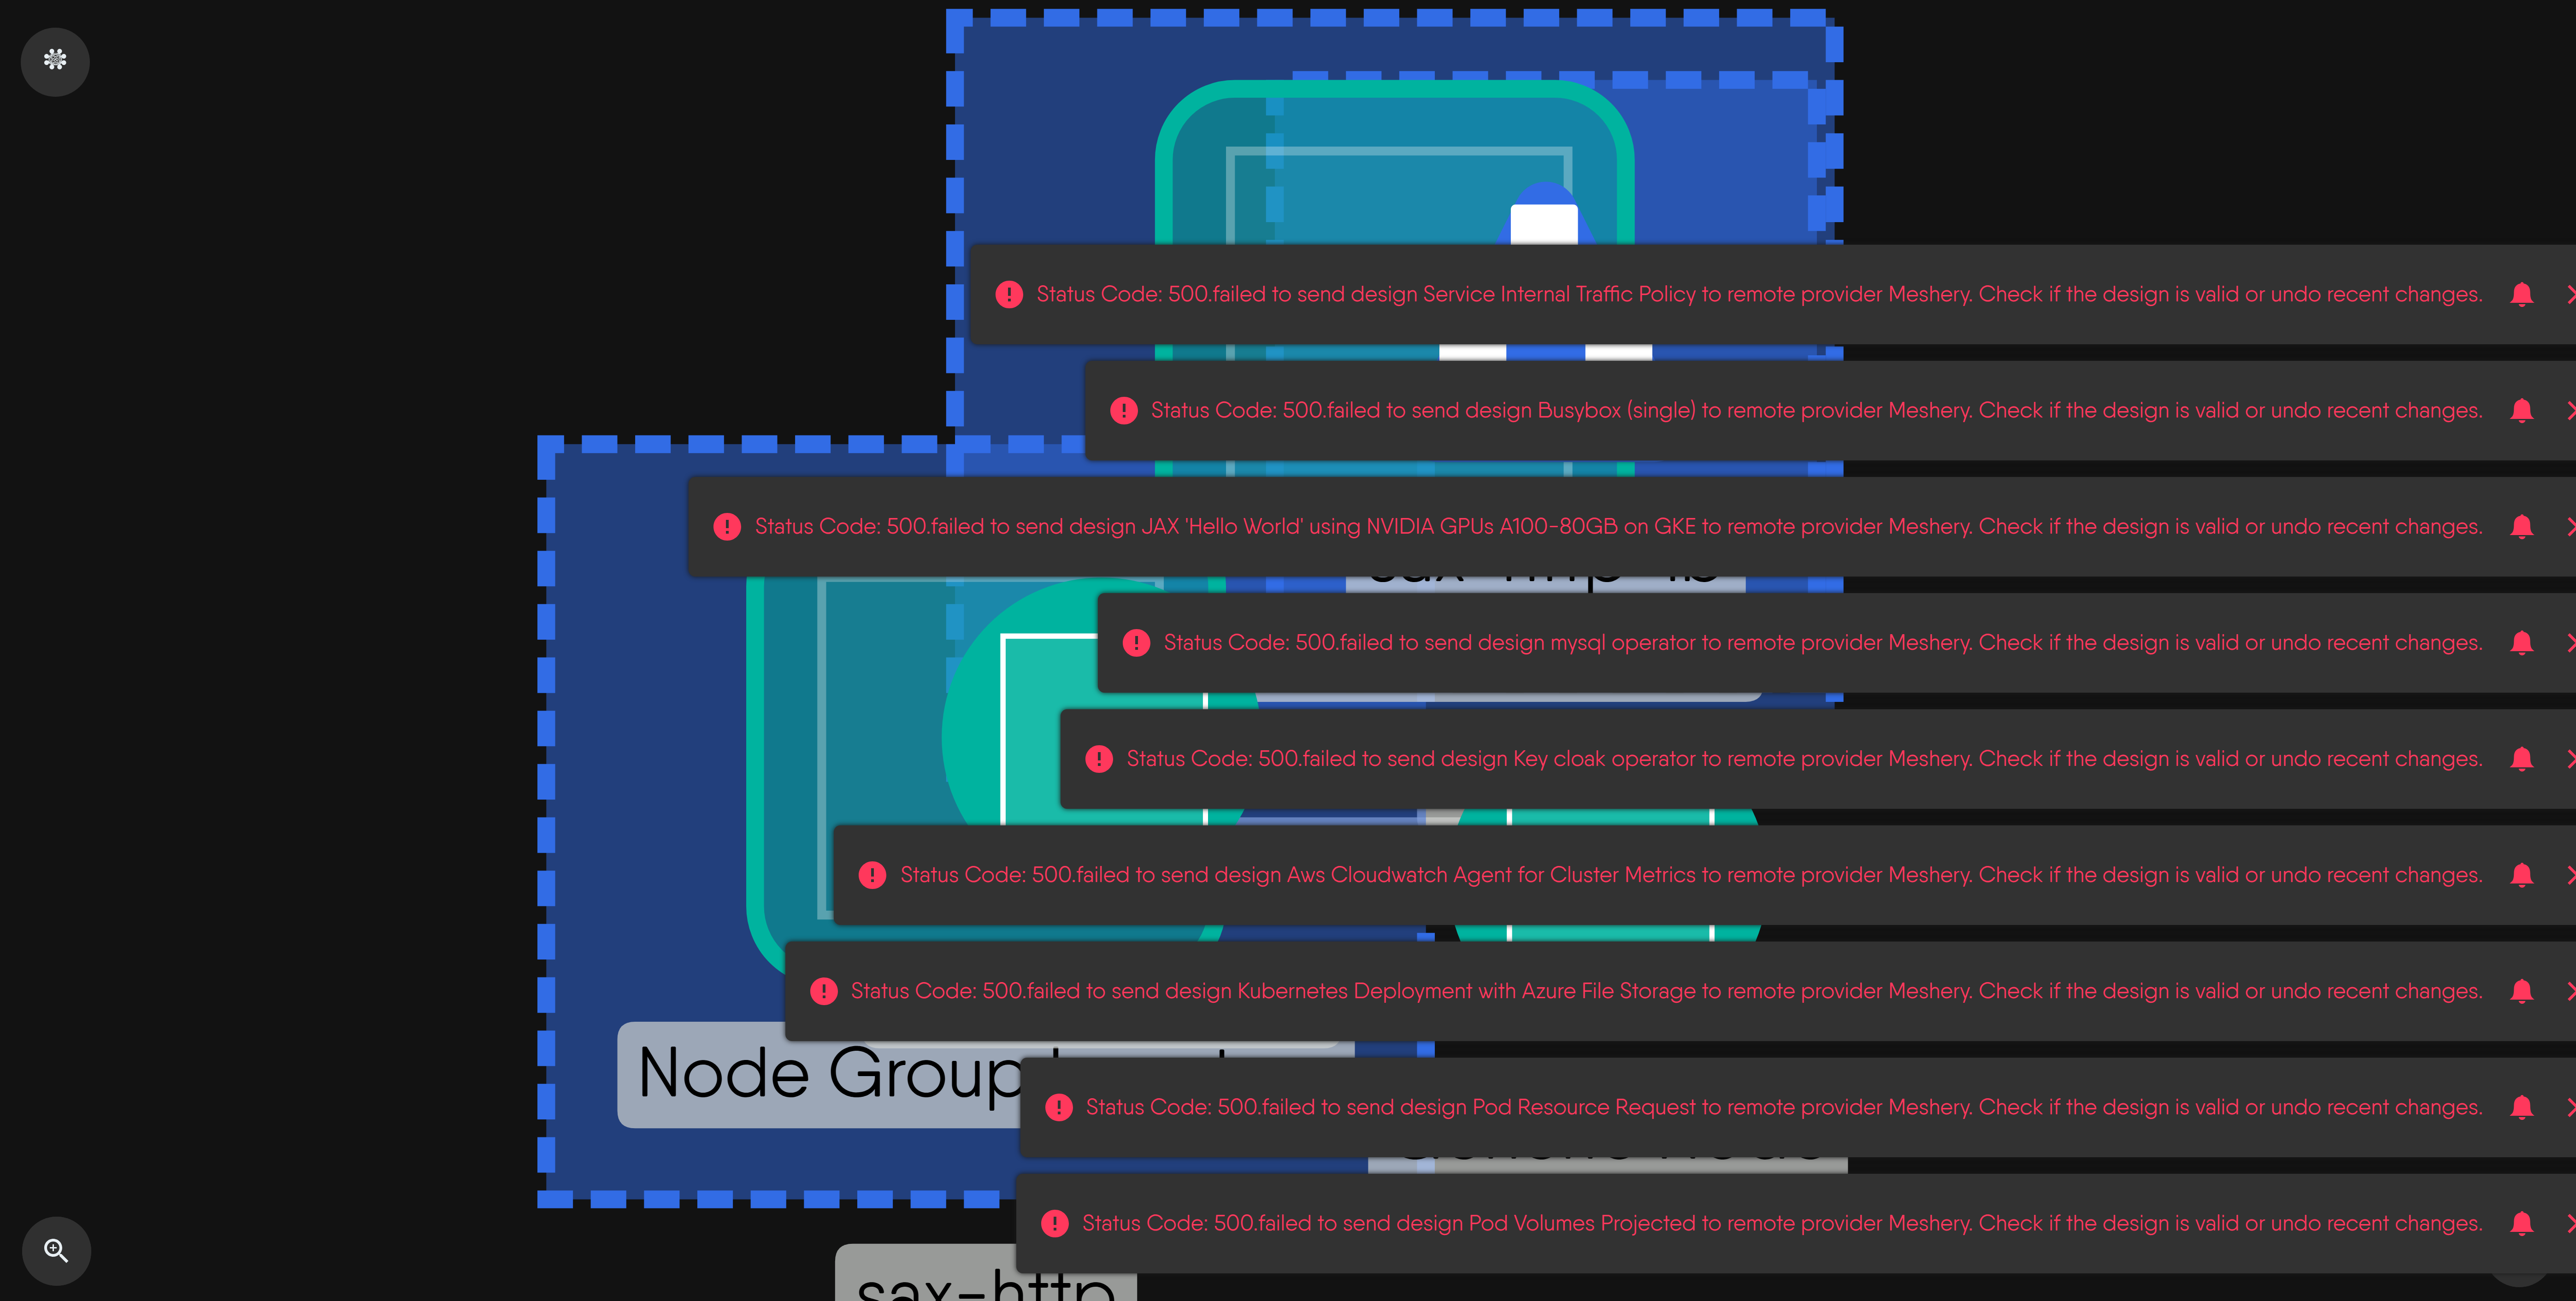 Status Code: 500.failed to send design Service Internal Traffic Policy to remote provider Meshery. Check if the design is valid or undo recent changes.
Status Code: 500.failed to send design Busybox (single) to remote provider Meshery. Check if the design is valid or undo recent changes.
Status Code: 500.failed to send design JAX 'Hello World' using NVIDIA GPUs A100-80GB on GKE to remote provider Meshery. Check if the design is valid or undo recent changes.
Status Code: 500.failed to send design mysql operator to remote provider Meshery. Check if the design is valid or undo recent changes.
Status Code: 500.failed to send design Key cloak operator to remote provider Meshery. Check if the design is valid or undo recent changes.
Status Code: 500.failed to send design Aws Cloudwatch Agent for Cluster Metrics to remote provider Meshery. Check if the design is valid or undo recent changes.
Status Code: 500.failed to send design Kubernetes Deployment with Azure File Storage to remote provider Meshery. Check if the design is valid or undo recent changes.
Node Group
Status Code: 500.failed to send design Pod Resource Request to remote provider Meshery. Check if the design is valid or undo recent changes.
Status Code: 500.failed to send design Pod Volumes Projected to remote provider Meshery. Check if the design is valid or undo recent changes.
sax-http